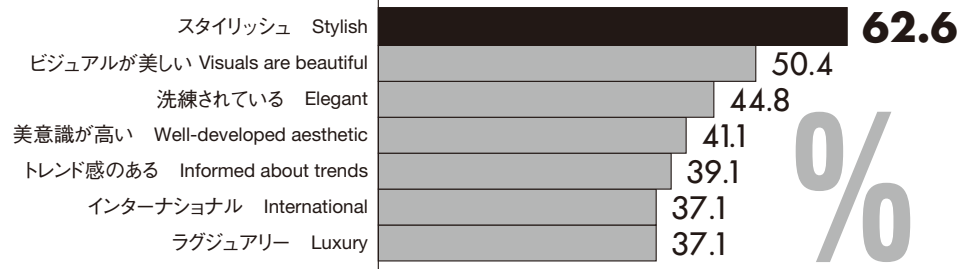 スタイリッシュ Stylish 62.6
ビジュアルが美しい Visuals are beautiful 50.4
洗練されている Elegant 44.8
美意識が高い Well-developed aesthetic 41.1
トレンド感のある Informed about trends 39.1
インターナショナル International 37.1
ラグジュアリー Luxury 37.1
%